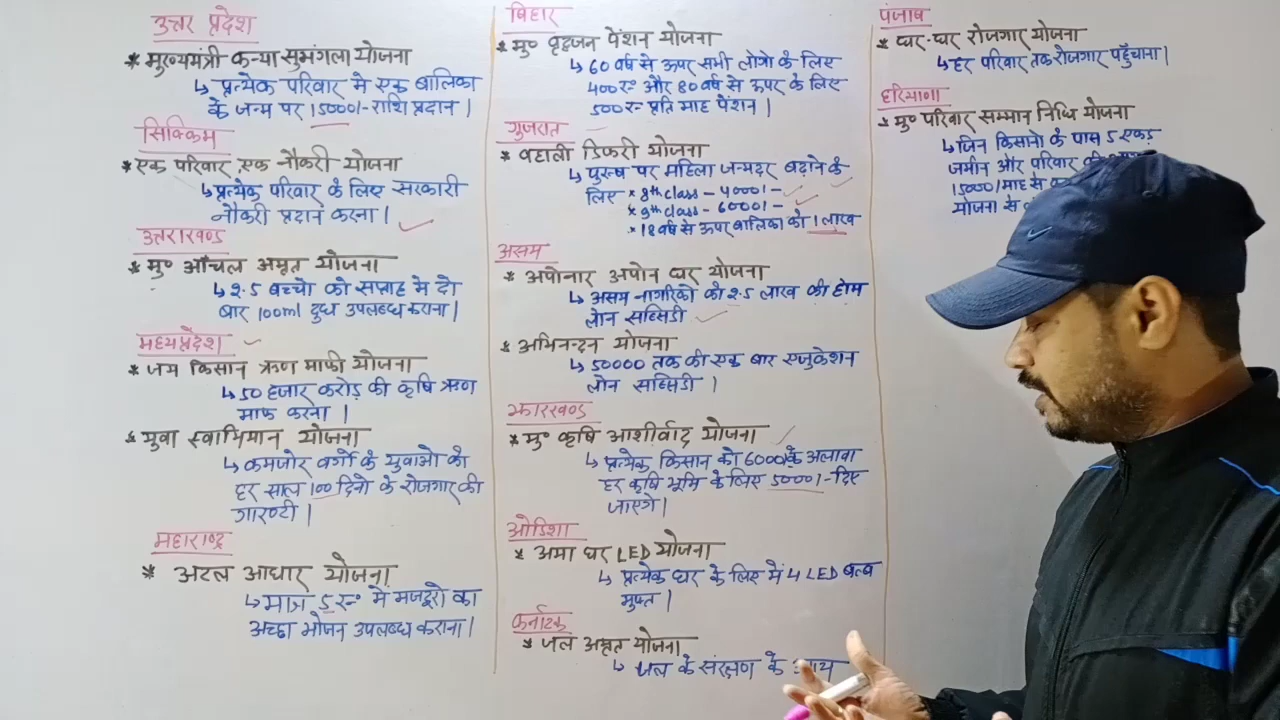 उत्तर प्रदेश
* मुख्यमंत्री कन्या सुमंगला योजना
↳ प्रत्येक परिवार मे एक बालिका
के जन्म पर 15000/- राशि प्रदान |
सिक्किम
* एक परिवार एक नौकरी योजना
↳ प्रत्येक परिवार के लिए सरकारी
नौकरी प्रदान करना |
उत्तराखण्ड
* मु० आँचल अमृत योजना
↳ 2.5 बच्चो को सप्ताह मे दो
बार 100ml दुध उपलब्ध कराना |
मध्यप्रदेश
* जय किसान ऋण माफी योजना
↳ 50 हजार करोड़ की कृषि ऋण
माफ करना |
* युवा स्वाभिमान योजना
↳ कमजोर वर्गो के युवाओ को
हर साल 100 दिनो के रोजगार की
गारण्टी |
महाराष्ट्र
* अटल आधार योजना
↳ मात्र 5 रू० में मजदूरो को
अच्छा भोजन उपलब्ध कराना |
बिहार
* मु० वृद्धजन पेंशन योजना
↳ 60 वर्ष से ऊपर सभी लोगो के लिए
400 रू० और 80 वर्ष से ऊपर के लिए
500 रू० प्रति माह पेंशन |
गुजरात
* वहाली डिकरी योजना
↳ पुरुष पर महिला जन्मदर बढ़ाने के
लिए * 8th class - 4000/-
* 9th class - 6000/-
* 18 वर्ष से ऊपर बालिका को 1 लाख
असम
* अपोनार अपोन घर योजना
↳ असम नागरिको को 2.5 लाख की होम
लोन सब्सिडी
* अभिनन्दन योजना
↳ 50000 तक की एक बार एजुकेशन
लोन सब्सिडी |
झारखण्ड
* मु० कृषि आशीर्वाद योजना
↳ प्रत्येक किसान को 6000 के अलावा
हर कृषि भूमि के लिए 5000/- दिए
जाएगे |
ओडिशा
* अमा घर LED योजना
↳ प्रत्येक घर के लिए में 4 LED बल्ब
मुफ्त |
कर्नाटक
* जल अमृत योजना
↳ जल के संरक्षण के
पंजाब
* घर-घर रोजगार योजना
↳ हर परिवार तक रोजगार पहुँचाना |
हरियाणा
* मु० परिवार सम्मान निधि योजना
↳ जिन किसानो के पास 5 एकड़
जमीन और परिवार की
15000/माह से
योजना से